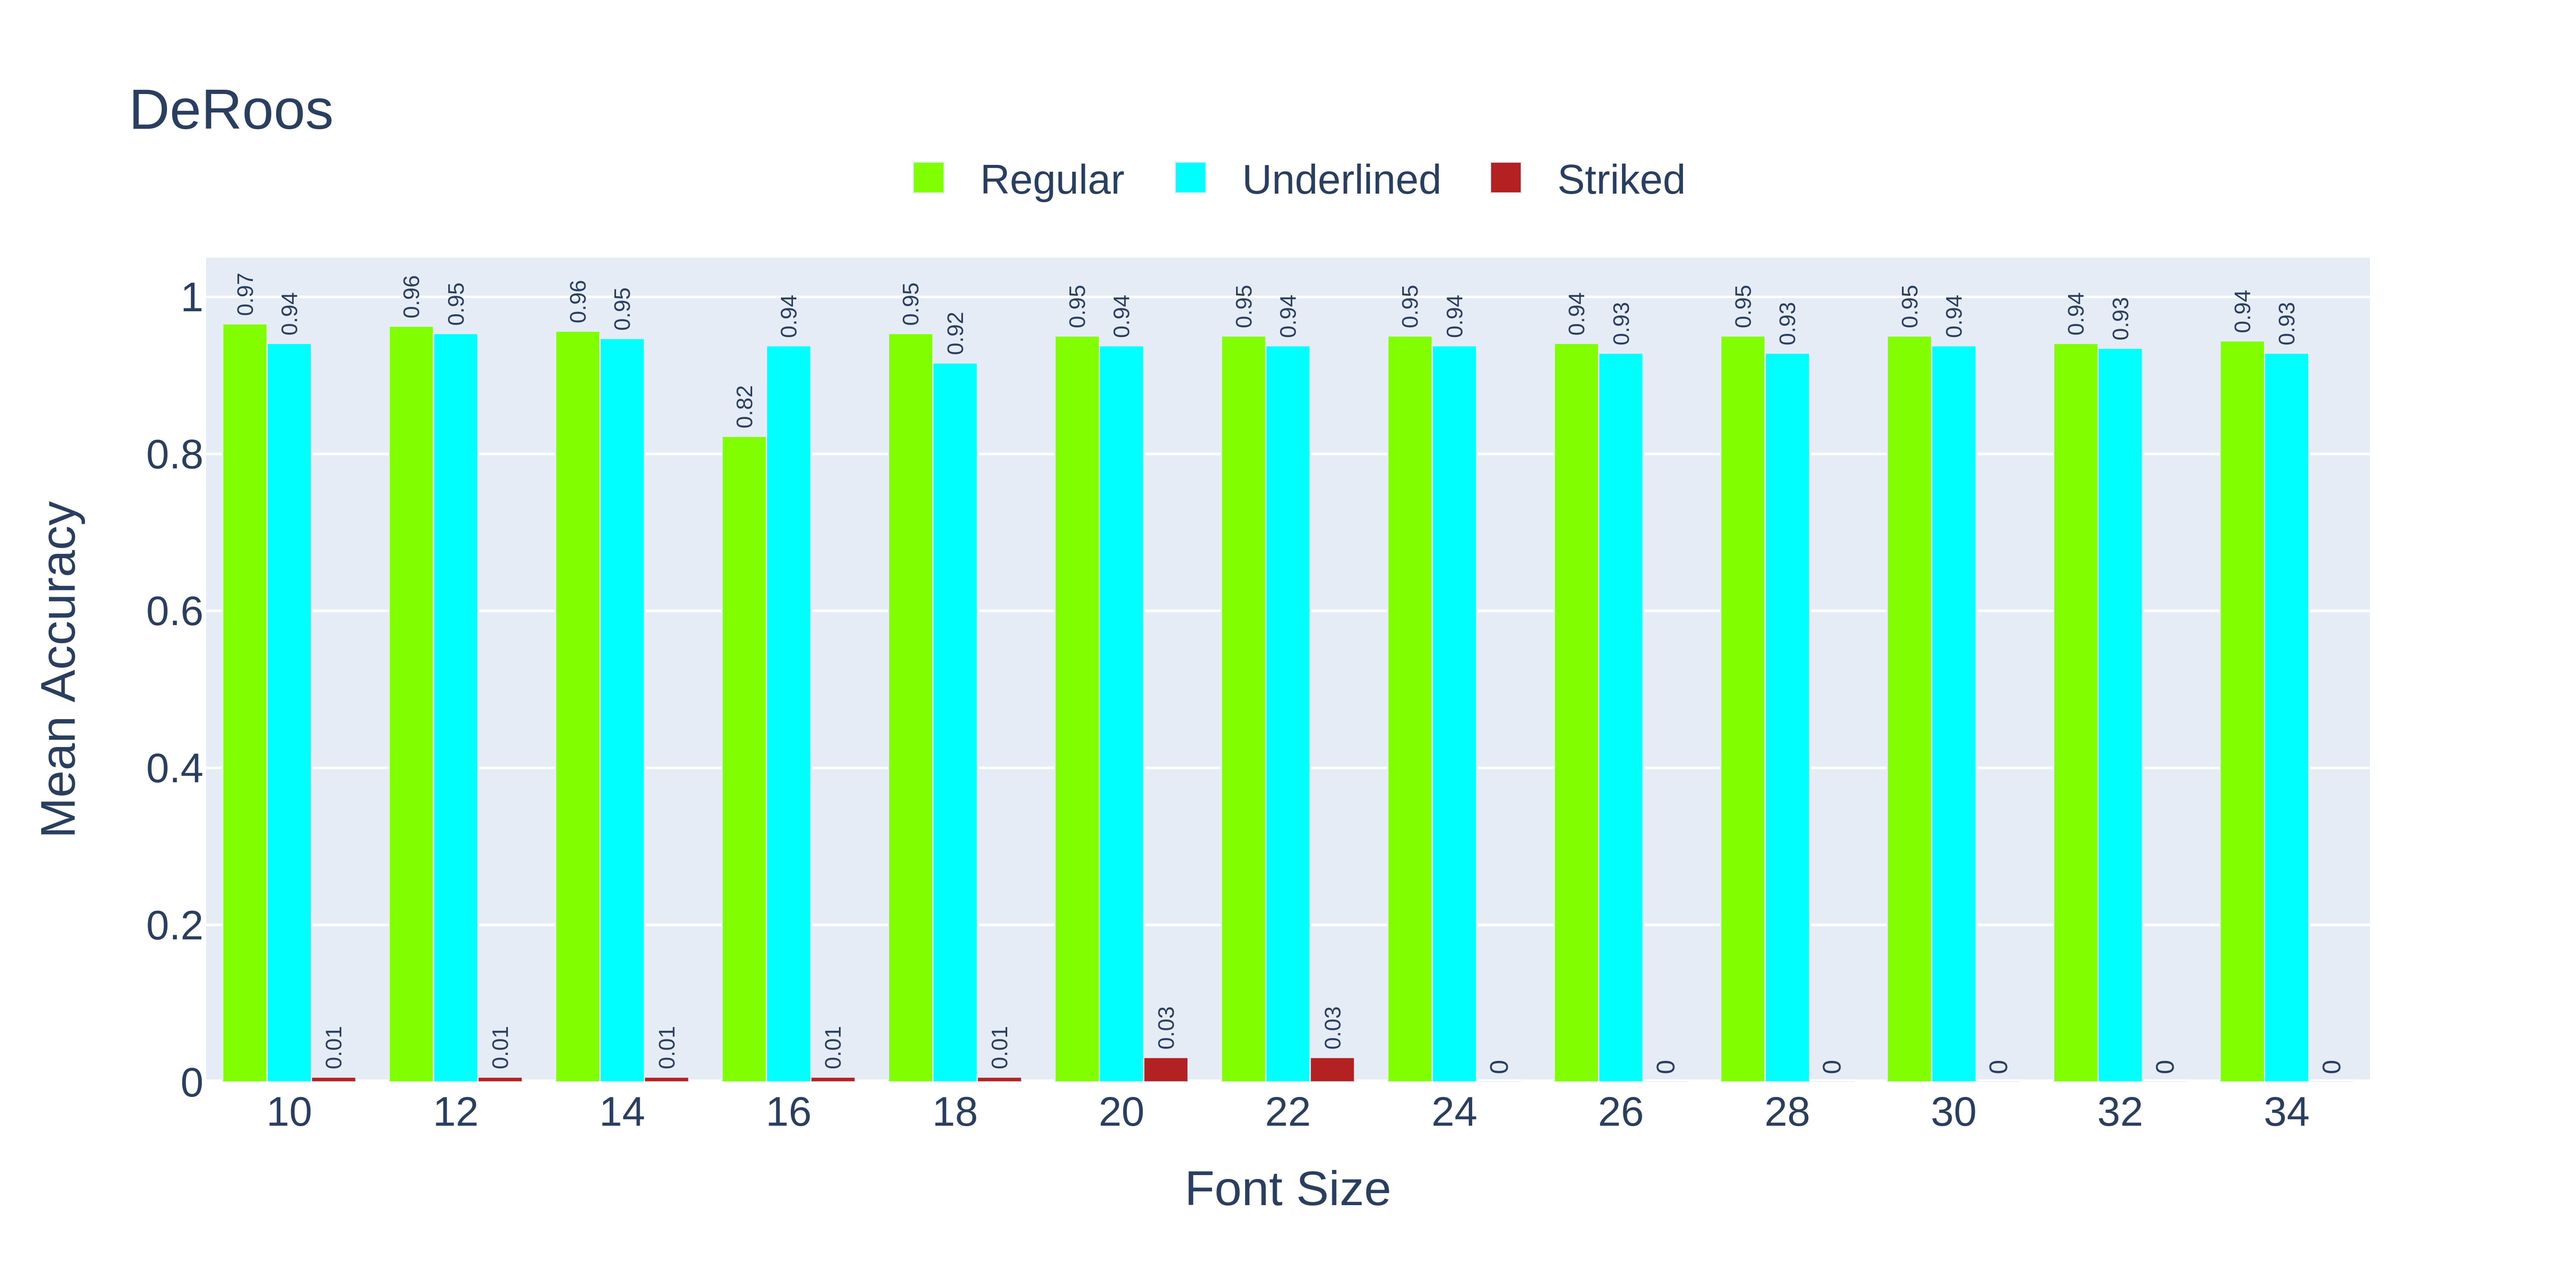 DeRoos
Regular Underlined Striked
0.97 0.94 0.01 0.96 0.95 0.01 0.96 0.95 0.01 0.82 0.94 0.01 0.95 0.92 0.01 0.95 0.94 0.03 0.95 0.94 0.03 0.95 0.94 0 0.94 0.93 0 0.95 0.93 0 0.95 0.94 0 0.94 0.93 0 0.94 0.93 0
1
0.8
0.6
0.4
0.2
0
Mean Accuracy
10 12 14 16 18 20 22 24 26 28 30 32 34
Font Size